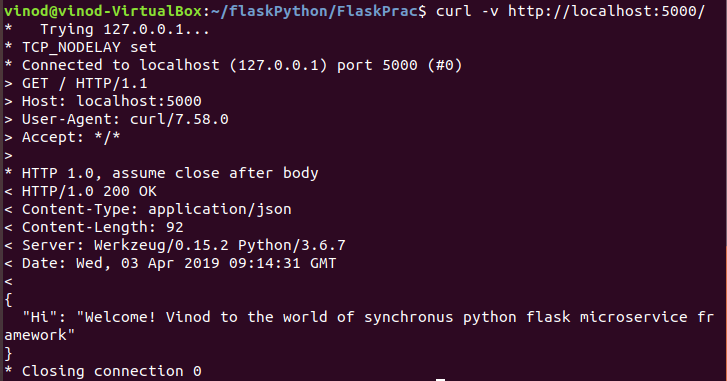 vinod@vinod-VirtualBox:~/flaskPython/FlaskPrac$ curl -v http://localhost:5000/
*   Trying 127.0.0.1...
* TCP_NODELAY set
* Connected to localhost (127.0.0.1) port 5000 (#0)
> GET / HTTP/1.1
> Host: localhost:5000
> User-Agent: curl/7.58.0
> Accept: */*
>
* HTTP 1.0, assume close after body
< HTTP/1.0 200 OK
< Content-Type: application/json
< Content-Length: 92
< Server: Werkzeug/0.15.2 Python/3.6.7
< Date: Wed, 03 Apr 2019 09:14:31 GMT
<
{
  "Hi": "Welcome! Vinod to the world of synchronus python flask microservice fr
amework"
}
* Closing connection 0